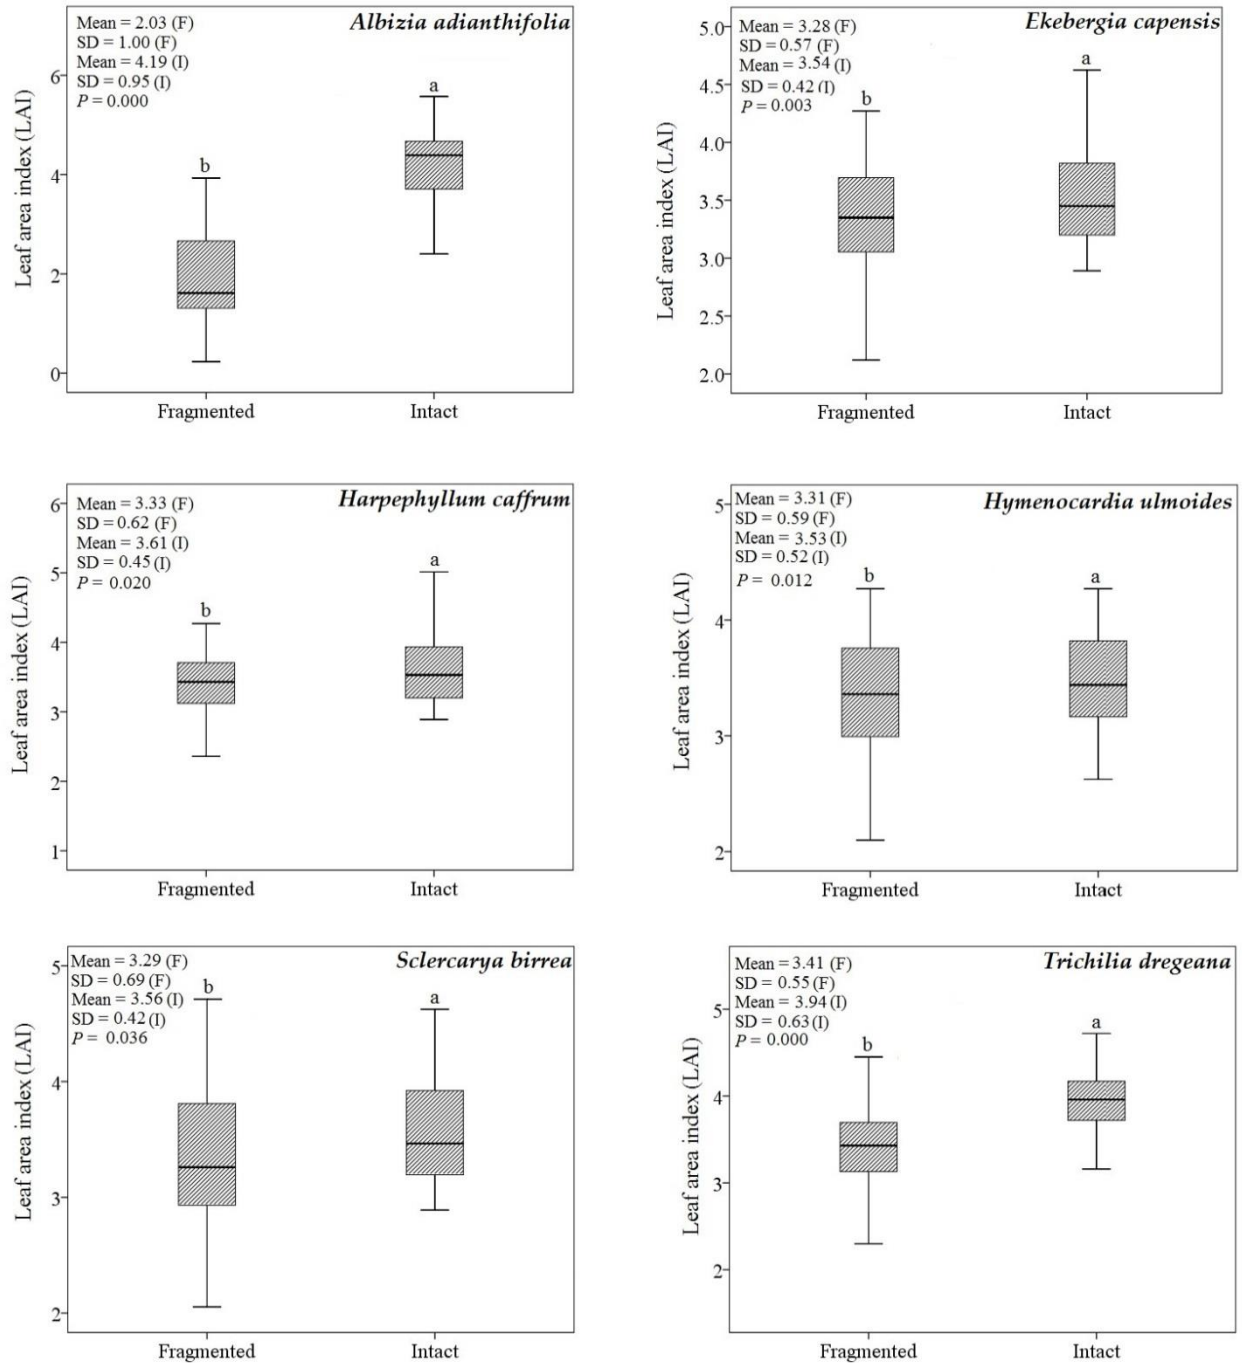 Albizia adianthifolia
Mean = 2.03 (F)
SD = 1.00 (F)
Mean = 4.19 (I)
SD = 0.95 (I)
P = 0.000
Leaf area index (LAI)
6
4
2
0
b
a
Fragmented
Intact
Ekebergia capensis
Mean = 3.28 (F)
SD = 0.57 (F)
Mean = 3.54 (I)
SD = 0.42 (I)
P = 0.003
Leaf area index (LAI)
5.0
4.5
4.0
3.5
3.0
2.5
2.0
b
a
Fragmented
Intact
Harpephyllum caffrum
Mean = 3.33 (F)
SD = 0.62 (F)
Mean = 3.61 (I)
SD = 0.45 (I)
P = 0.020
Leaf area index (LAI)
6
5
4
3
2
1
b
a
Fragmented
Intact
Hymenocardia ulmoides
Mean = 3.31 (F)
SD = 0.59 (F)
Mean = 3.53 (I)
SD = 0.52 (I)
P = 0.012
Leaf area index (LAI)
5
4
3
2
b
a
Fragmented
Intact
Sclercarya birrea
Mean = 3.29 (F)
SD = 0.69 (F)
Mean = 3.56 (I)
SD = 0.42 (I)
P = 0.036
Leaf area index (LAI)
5
4
3
2
b
a
Fragmented
Intact
Trichilia dregeana
Mean = 3.41 (F)
SD = 0.55 (F)
Mean = 3.94 (I)
SD = 0.63 (I)
P = 0.000
Leaf area index (LAI)
5
4
3
2
b
a
Fragmented
Intact